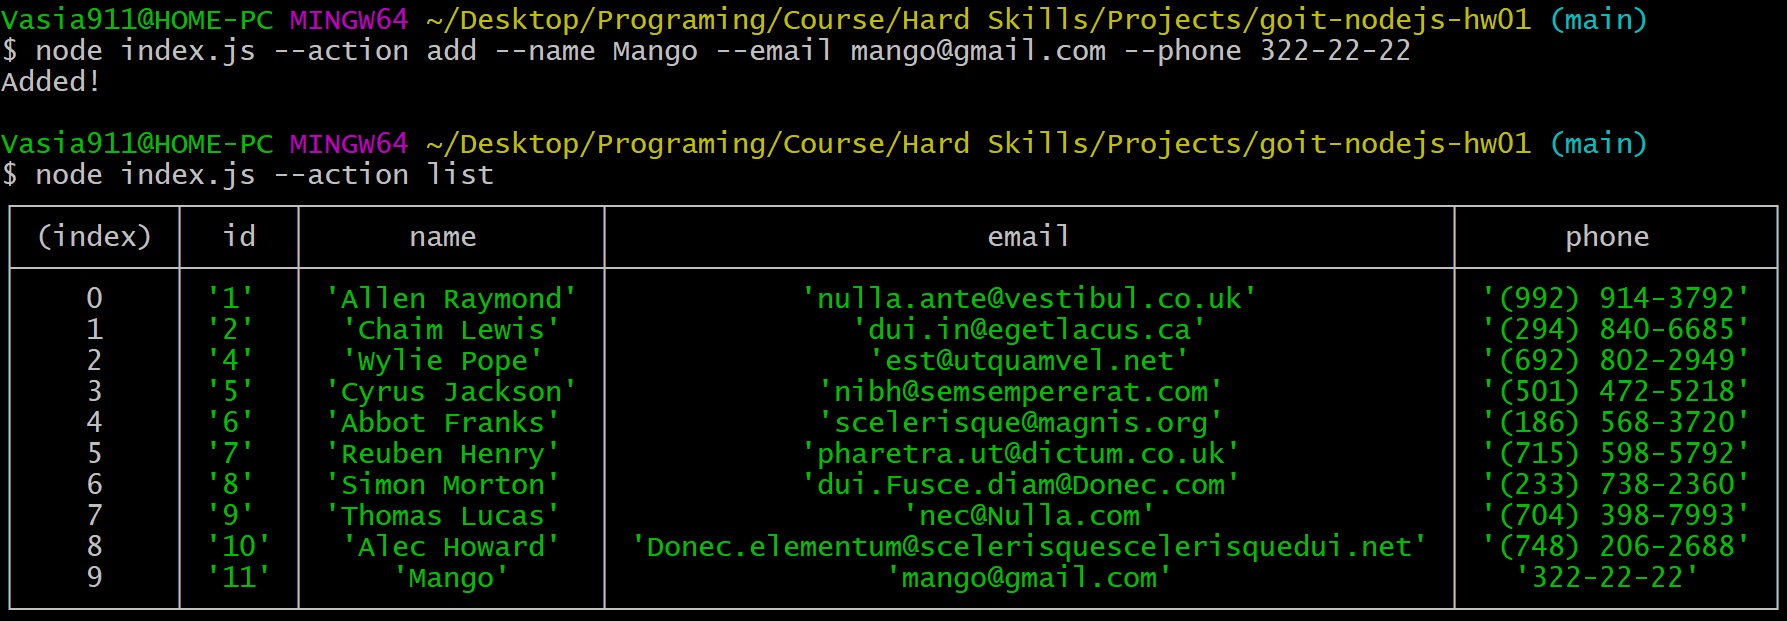 Vasia911@HOME-PC MINGW64 ~/Desktop/Programing/Course/Hard Skills/Projects/goit-nodejs-hw01 (main)
$ node index.js --action add --name Mango --email mango@gmail.com --phone 322-22-22
Added!
Vasia911@HOME-PC MINGW64 ~/Desktop/Programing/Course/Hard Skills/Projects/goit-nodejs-hw01 (main)
$ node index.js --action list
(index) id name email phone
0 '1' 'Allen Raymond' 'nulla.ante@vestibul.co.uk' '(992) 914-3792'
1 '2' 'Chaim Lewis' 'dui.in@egetlacus.ca' '(294) 840-6685'
2 '4' 'Wylie Pope' 'est@utquamvel.net' '(692) 802-2949'
3 '5' 'Cyrus Jackson' 'nibh@semsempererat.com' '(501) 472-5218'
4 '6' 'Abbot Franks' 'scelerisque@magnis.org' '(186) 568-3720'
5 '7' 'Reuben Henry' 'pharetra.ut@dictum.co.uk' '(715) 598-5792'
6 '8' 'Simon Morton' 'dui.Fusce.diam@Donec.com' '(233) 738-2360'
7 '9' 'Thomas Lucas' 'nec@Nulla.com' '(704) 398-7993'
8 '10' 'Alec Howard' 'Donec.elementum@scelerisquescelerisquedui.net' '(748) 206-2688'
9 '11' 'Mango' 'mango@gmail.com' '322-22-22'